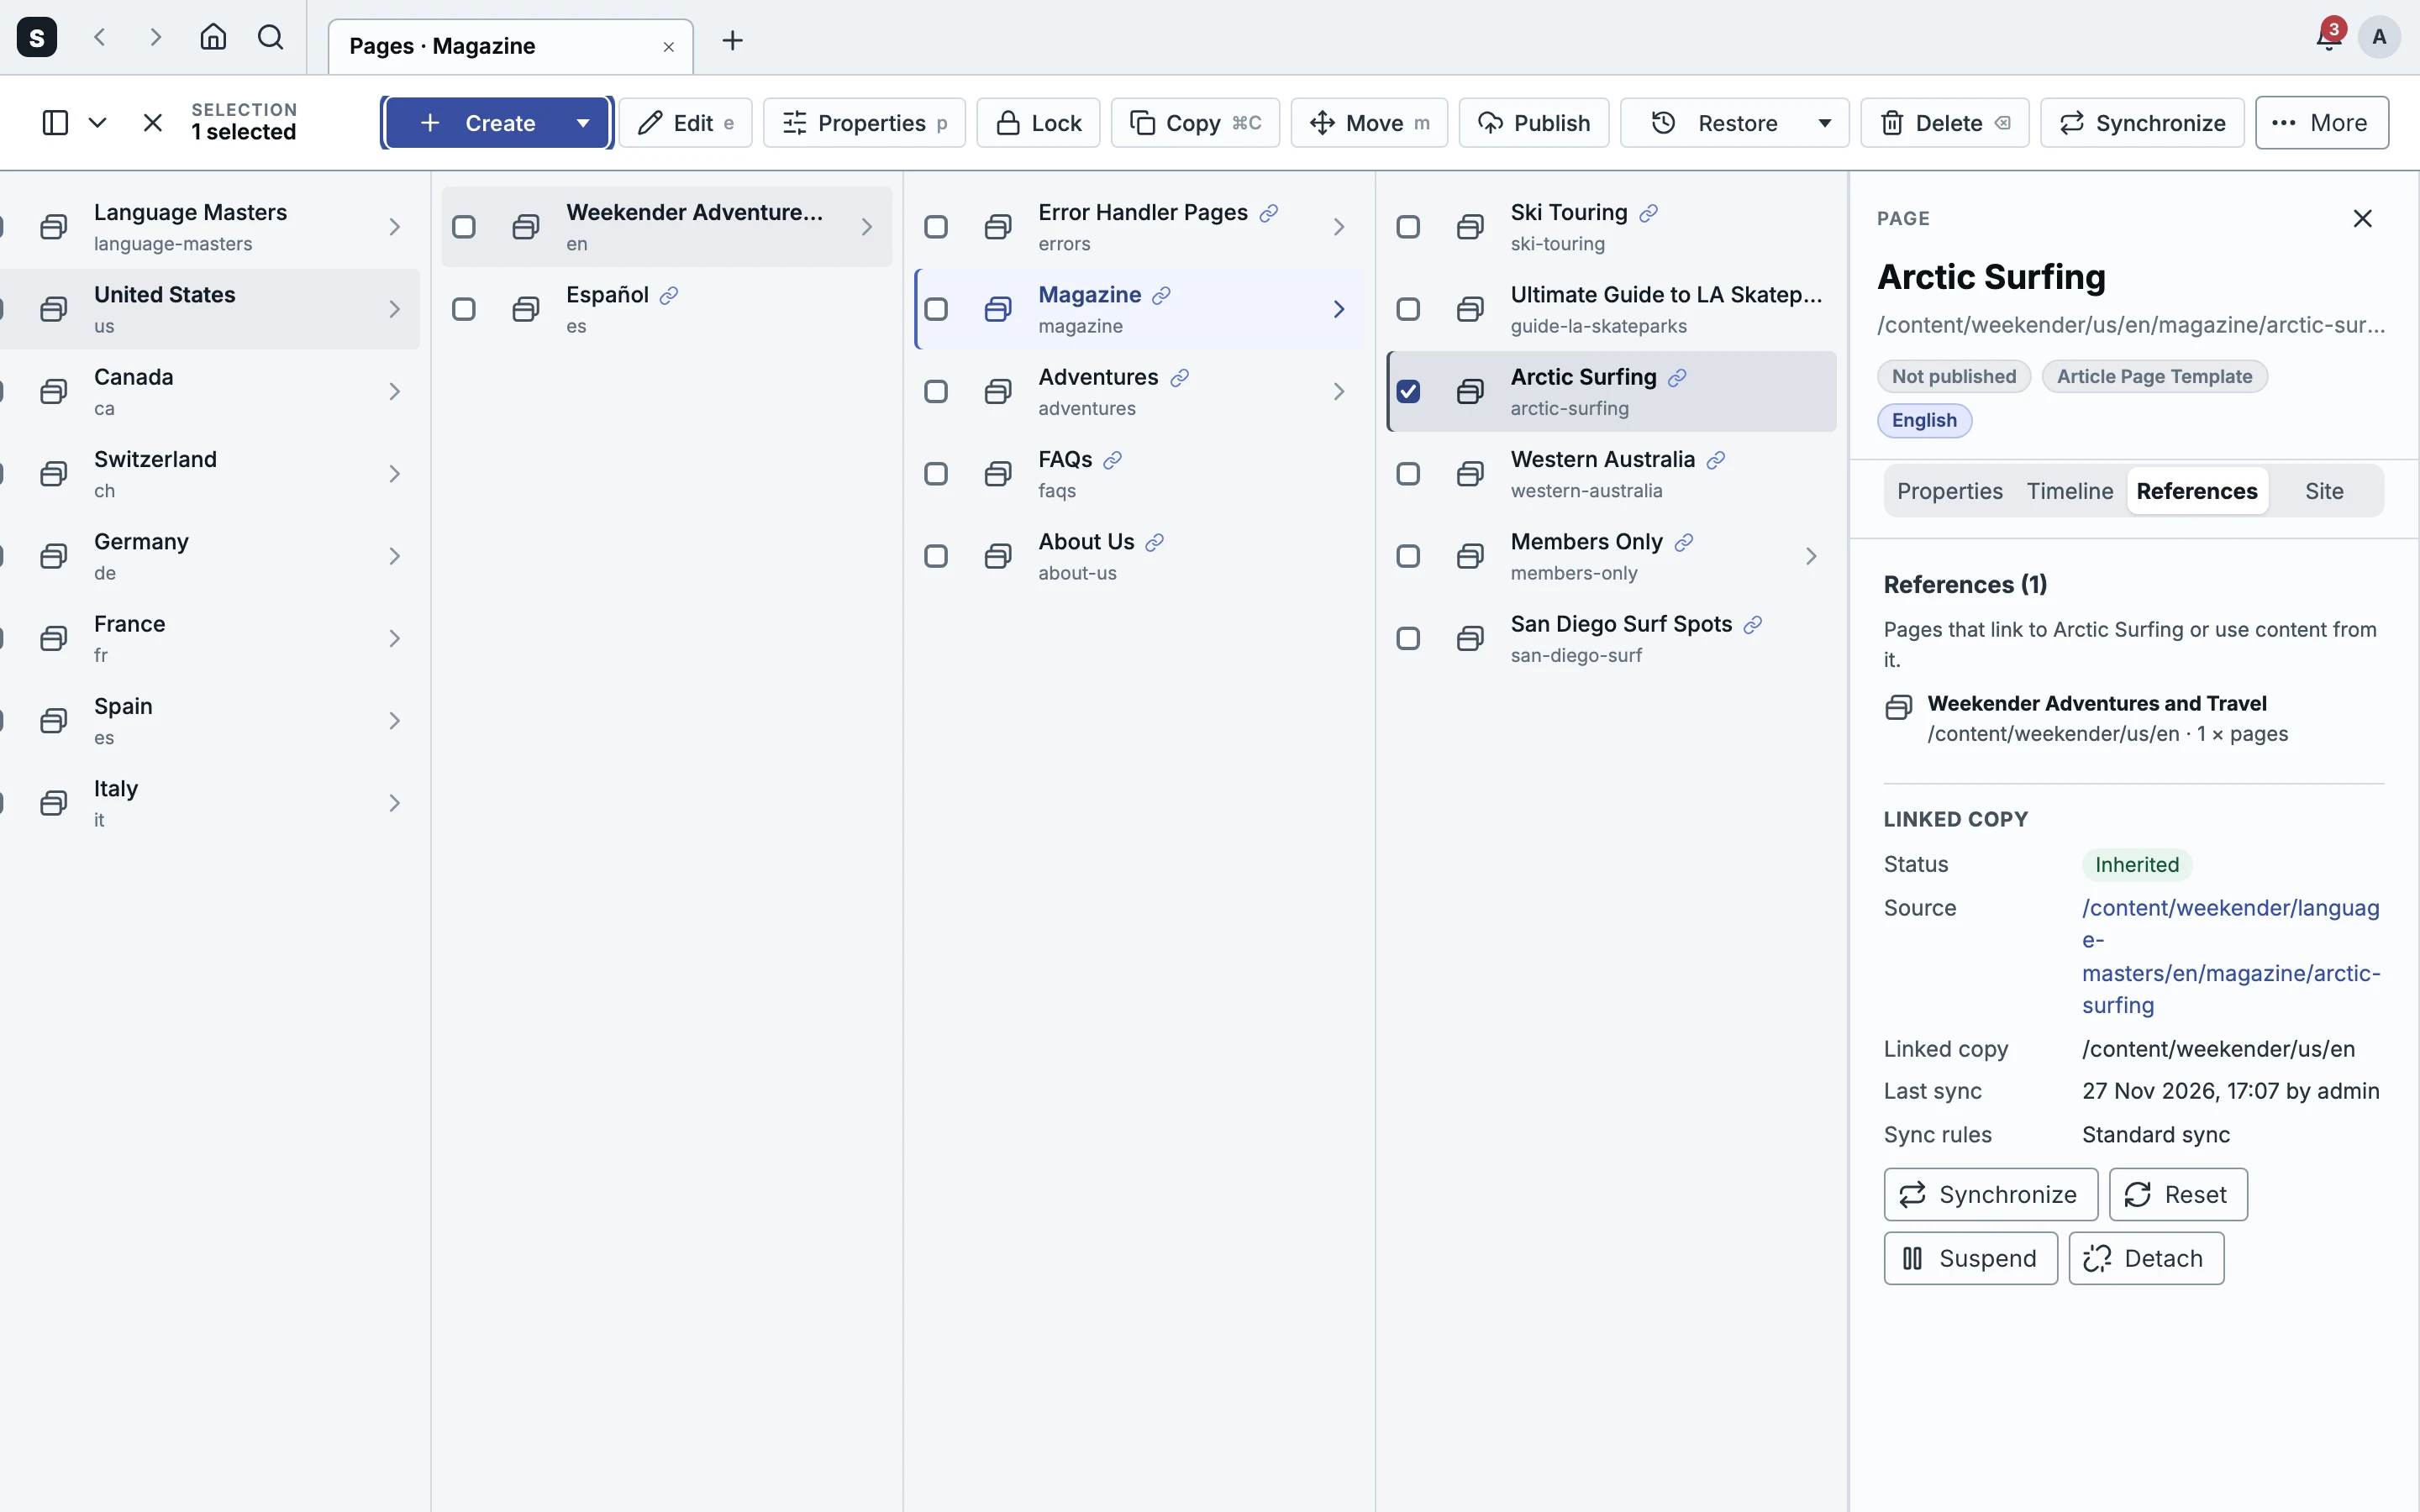 S
Pages · Magazine
3
A
SELECTION
1 selected
Create
Edit e
Properties p
Lock
Copy ⌘C
Move m
Publish
Restore
Delete
Synchronize
More
Language Masters
language-masters
United States
us
Canada
ca
Switzerland
ch
Germany
de
France
fr
Spain
es
Italy
it
Weekender Adventure...
en
Español
es
Error Handler Pages
errors
Magazine
magazine
Adventures
adventures
FAQs
faqs
About Us
about-us
Ski Touring
ski-touring
Ultimate Guide to LA Skatep...
guide-la-skateparks
Arctic Surfing
arctic-surfing
Western Australia
western-australia
Members Only
members-only
San Diego Surf Spots
san-diego-surf
PAGE
Arctic Surfing
/content/weekender/us/en/magazine/arctic-sur...
Not published
Article Page Template
English
Properties
Timeline
References
Site
References (1)
Pages that link to Arctic Surfing or use content from
it.
Weekender Adventures and Travel
/content/weekender/us/en · 1 × pages
LINKED COPY
Status
Inherited
Source
/content/weekender/languag
e-
masters/en/magazine/arctic-
surfing
Linked copy
/content/weekender/us/en
Last sync
27 Nov 2026, 17:07 by admin
Sync rules
Standard sync
Synchronize
Reset
Suspend
Detach